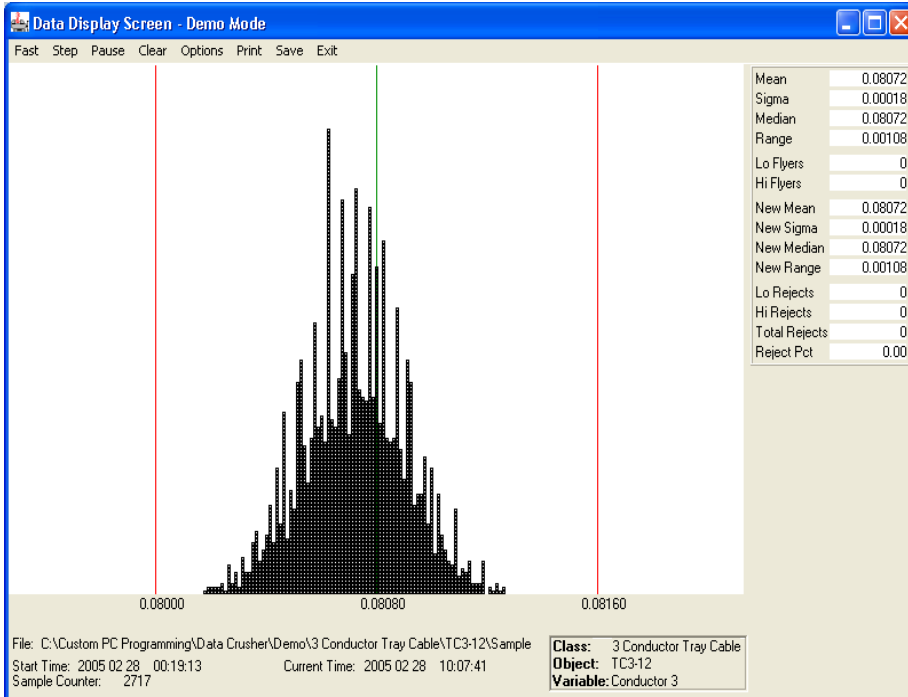 Data Display Screen - Demo Mode
Fast Step Pause Clear Options Print Save Exit
Mean 0.08072
Sigma 0.00018
Median 0.08072
Range 0.00108
Lo Flyers 0
Hi Flyers 0
New Mean 0.08072
New Sigma 0.00018
New Median 0.08072
New Range 0.00108
Lo Rejects 0
Hi Rejects 0
Total Rejects 0
Reject Pct 0.00
0.08000 0.08080 0.08160
File: C:\Custom PC Programming\Data Crusher\Demo\3 Conductor Tray Cable\TC3-12\Sample
Start Time: 2005 02 28 00:19:13 Current Time: 2005 02 28 10:07:41
Sample Counter: 2717
Class: 3 Conductor Tray Cable
Object: TC3-12
Variable: Conductor 3